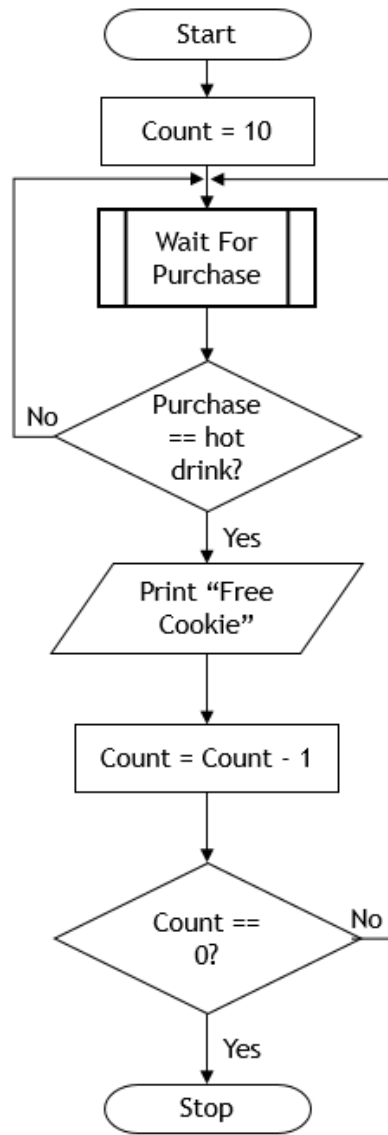 Start
Count = 10
Wait For
Purchase
Purchase
== hot
drink?
No
Yes
Print “Free
Cookie”
Count = Count - 1
Count ==
0?
No
Yes
Stop